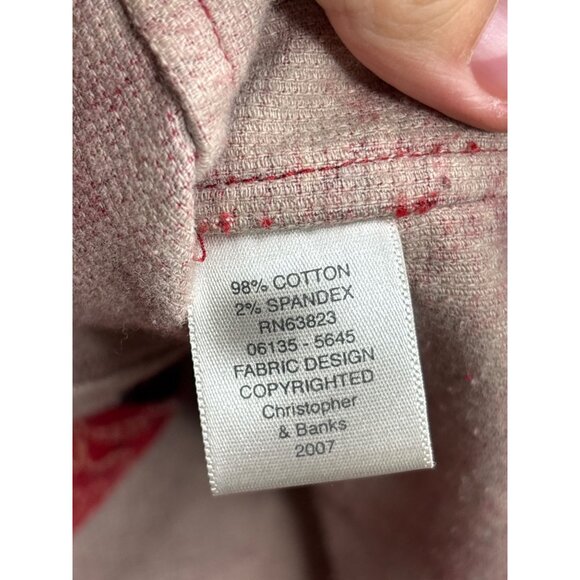 98% COTTON
2% SPANDEX
RN63823
06135 - 5645
FABRIC DESIGN
COPYRIGHTED
Christopher
& Banks
2007